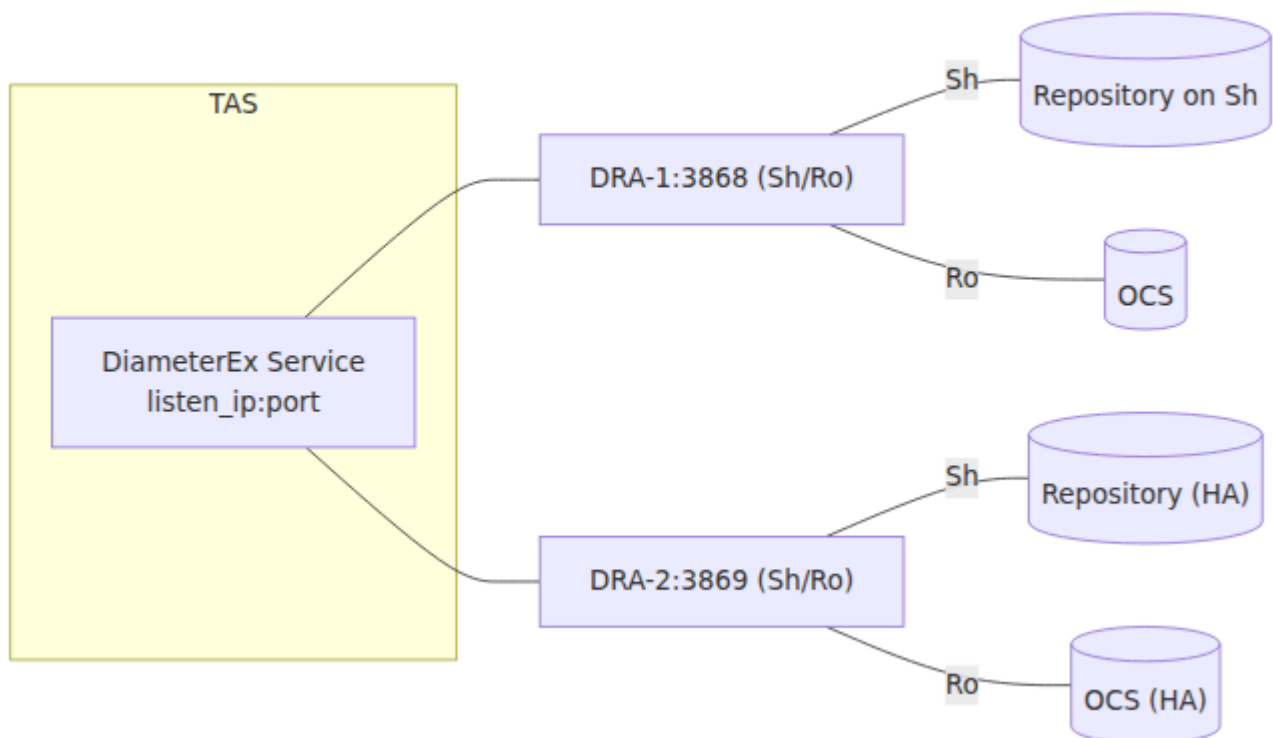 TAS
DiameterEx Service
listen_ip:port
DRA-1:3868 (Sh/Ro)
Sh
Repository on Sh
Ro
OCS
DRA-2:3869 (Sh/Ro)
Sh
Repository (HA)
Ro
OCS (HA)